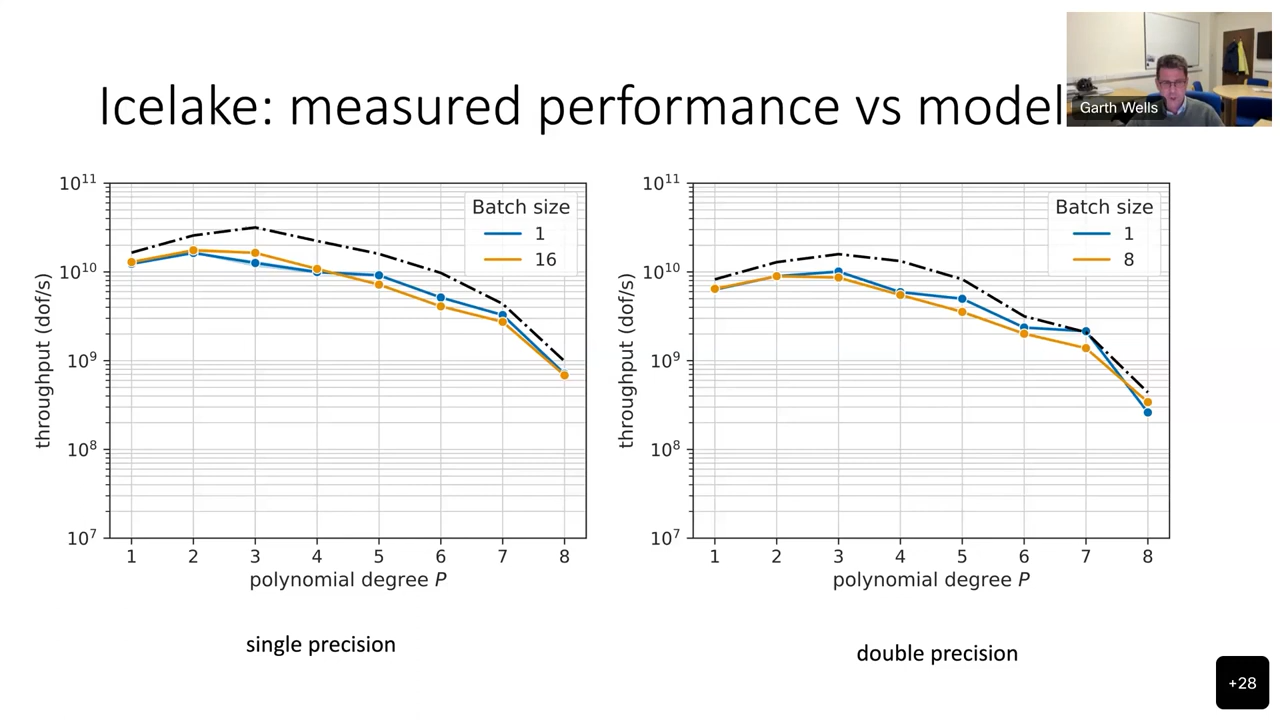 Icelake: measured performance vs model
Garth Wells
10^11
10^10
10^9
10^8
10^7
throughput (dof/s)
Batch size
1
16
1 2 3 4 5 6 7 8
polynomial degree P
single precision
10^11
10^10
10^9
10^8
10^7
throughput (dof/s)
Batch size
1
8
1 2 3 4 5 6 7 8
polynomial degree P
double precision
+28